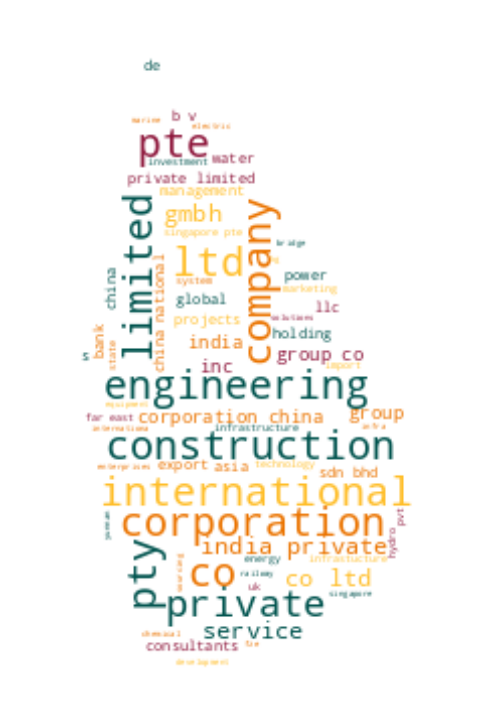 de
marine b v
electric
pte
investment water
private limited
management
limited
gmbh
company
singapore pte
bridge
ltd
china
china national
system
power
marketing
global
llc
projects
solutions
holding
bank
state
india
s
group co
inc
import
engineering
equipment
far east corporation china group
international infrastructure infra
construction
enterprises export asia technology
sdn bhd
international
corporation
pvt
hydro
india private
pty
sourcing
energy infrastructure
co
railway
co ltd
uk
singapore
private
service
chemical
consultants
development